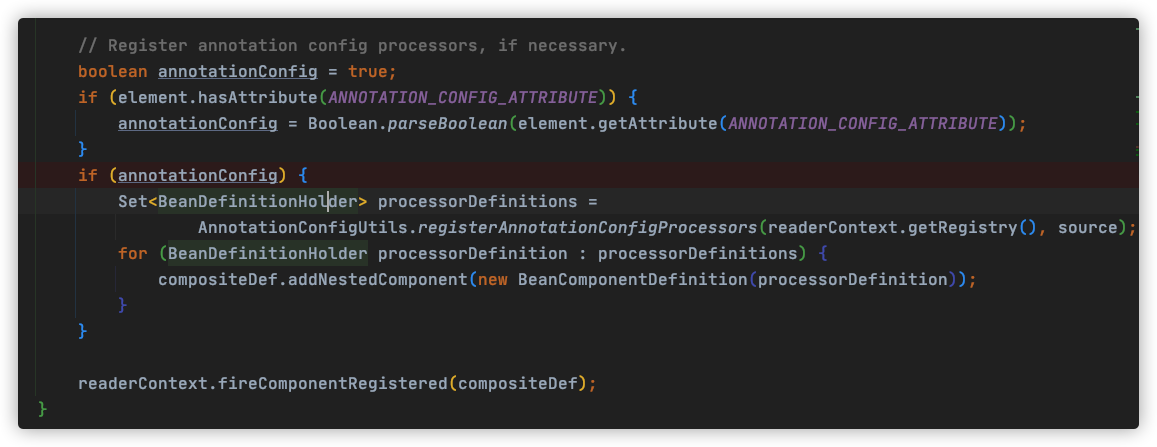 // Register annotation config processors, if necessary.
boolean annotationConfig = true;
if (element.hasAttribute(ANNOTATION_CONFIG_ATTRIBUTE)) {
annotationConfig = Boolean.parseBoolean(element.getAttribute(ANNOTATION_CONFIG_ATTRIBUTE));
}
if (annotationConfig) {
Set<BeanDefinitionHolder> processorDefinitions =
AnnotationConfigUtils.registerAnnotationConfigProcessors(readerContext.getRegistry(), source);
for (BeanDefinitionHolder processorDefinition : processorDefinitions) {
compositeDef.addNestedComponent(new BeanComponentDefinition(processorDefinition));
}
}
readerContext.fireComponentRegistered(compositeDef);
}